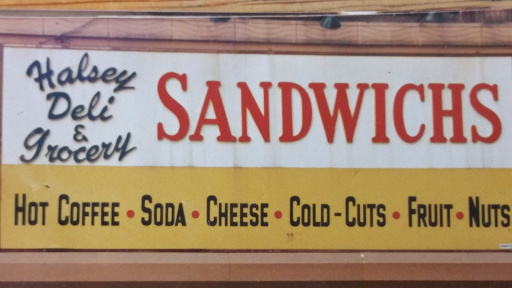 Halsey
Deli
&
Grocery
SANDWICHS
HOT COFFEE • SODA • CHEESE • COLD-CUTS • FRUIT • NUTS